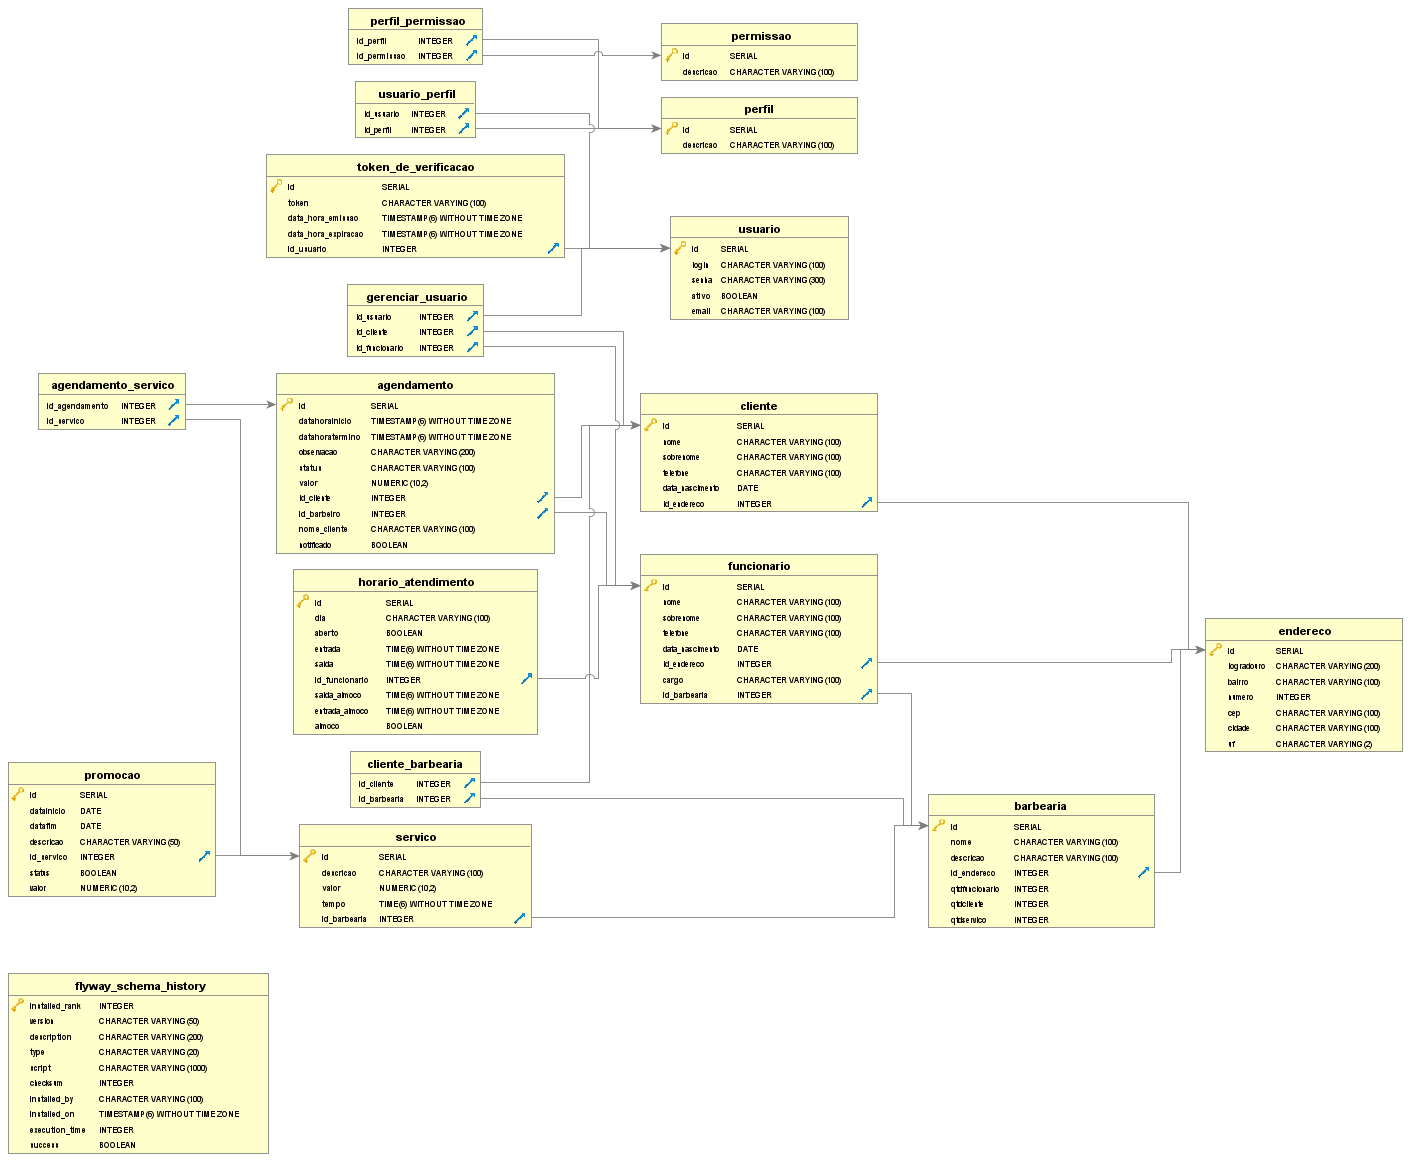 perfil_permissao
id_perfil INTEGER
id_permissao INTEGER
permissao
id SERIAL
descricao CHARACTER VARYING(100)
usuario_perfil
id_usuario INTEGER
id_perfil INTEGER
perfil
id SERIAL
descricao CHARACTER VARYING(100)
token_de_verificacao
id SERIAL
token CHARACTER VARYING(100)
data_hora_emissao TIMESTAMP(6) WITHOUT TIME ZONE
data_hora_expiracao TIMESTAMP(6) WITHOUT TIME ZONE
id_usuario INTEGER
usuario
id SERIAL
login CHARACTER VARYING(100)
senha CHARACTER VARYING(300)
ativo BOOLEAN
email CHARACTER VARYING(100)
gerenciar_usuario
id_usuario INTEGER
id_cliente INTEGER
id_funcionario INTEGER
agendamento_servico
id_agendamento INTEGER
id_servico INTEGER
agendamento
id SERIAL
datahorainicio TIMESTAMP(6) WITHOUT TIME ZONE
datahoratermino TIMESTAMP(6) WITHOUT TIME ZONE
observacao CHARACTER VARYING(200)
status CHARACTER VARYING(100)
valor NUMERIC(10,2)
id_cliente INTEGER
id_barbeiro INTEGER
nome_cliente CHARACTER VARYING(100)
notificado BOOLEAN
cliente
id SERIAL
nome CHARACTER VARYING(100)
sobrenome CHARACTER VARYING(100)
telefone CHARACTER VARYING(100)
data_nascimento DATE
id_endereco INTEGER
horario_atendimento
id SERIAL
dia CHARACTER VARYING(100)
aberto BOOLEAN
entrada TIME(6) WITHOUT TIME ZONE
saida TIME(6) WITHOUT TIME ZONE
id_funcionario INTEGER
saida_almoco TIME(6) WITHOUT TIME ZONE
entrada_almoco TIME(6) WITHOUT TIME ZONE
almoco BOOLEAN
funcionario
id SERIAL
nome CHARACTER VARYING(100)
sobrenome CHARACTER VARYING(100)
telefone CHARACTER VARYING(100)
data_nascimento DATE
id_endereco INTEGER
cargo CHARACTER VARYING(100)
id_barbearia INTEGER
endereco
id SERIAL
logradouro CHARACTER VARYING(200)
bairro CHARACTER VARYING(100)
numero INTEGER
cep CHARACTER VARYING(100)
cidade CHARACTER VARYING(100)
uf CHARACTER VARYING(2)
cliente_barbearia
id_cliente INTEGER
id_barbearia INTEGER
promocao
id SERIAL
datainicio DATE
datafim DATE
descricao CHARACTER VARYING(50)
id_servico INTEGER
status BOOLEAN
valor NUMERIC(10,2)
servico
id SERIAL
descricao CHARACTER VARYING(100)
valor NUMERIC(10,2)
tempo TIME(6) WITHOUT TIME ZONE
id_barbearia INTEGER
barbearia
id SERIAL
nome CHARACTER VARYING(100)
descricao CHARACTER VARYING(100)
id_endereco INTEGER
qtdfuncionario INTEGER
qtdcliente INTEGER
qtdservico INTEGER
flyway_schema_history
installed_rank INTEGER
version CHARACTER VARYING(50)
description CHARACTER VARYING(200)
type CHARACTER VARYING(20)
script CHARACTER VARYING(1000)
checksum INTEGER
installed_by CHARACTER VARYING(100)
installed_on TIMESTAMP(6) WITHOUT TIME ZONE
execution_time INTEGER
success BOOLEAN